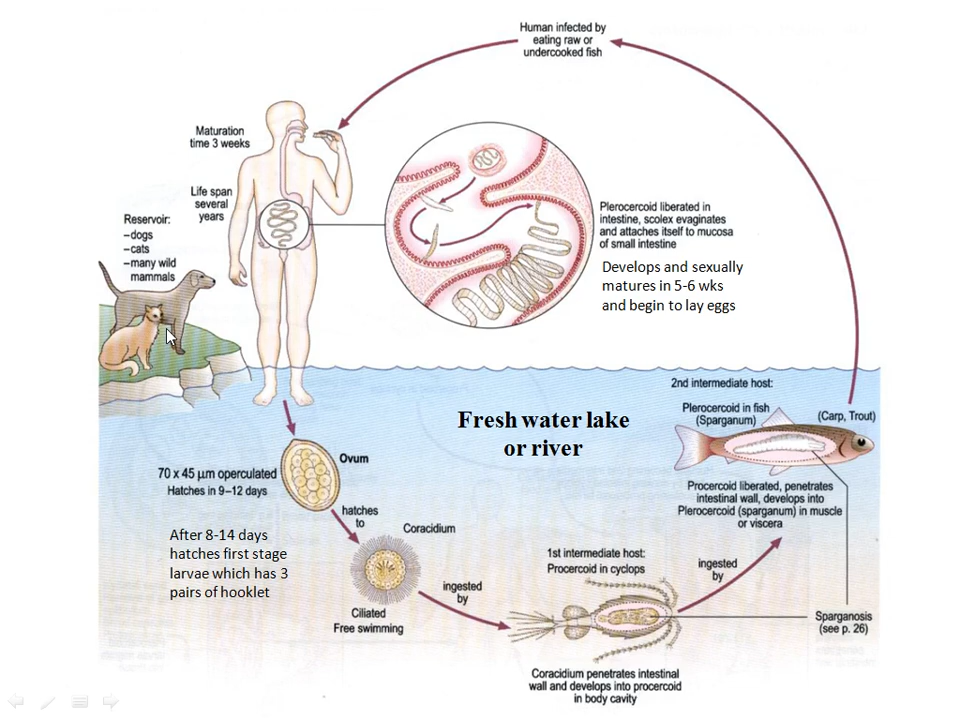 Human infected by
eating raw or
undercooked fish
Maturation
time 3 weeks
Life span
several
years
Reservoir:
–dogs
–cats
–many wild
mammals
Plerocercoid liberated in
intestine, scolex evaginates
and attaches itself to mucosa
of small intestine
Develops and sexually
matures in 5-6 wks
and begin to lay eggs
2nd intermediate host:
Plerocercoid in fish
(Sparganum)
(Carp, Trout)
Fresh water lake
or river
Ovum
70 x 45 μm operculated
Hatches in 9–12 days
Procercoid liberated, penetrates
intestinal wall, develops into
Plerocercoid (sparganum) in muscle
or viscera
hatches
to
Coracidium
After 8-14 days
hatches first stage
larvae which has 3
pairs of hooklet
1st intermediate host:
Procercoid in cyclops
ingested
by
ingested
by
Ciliated
Free swimming
Sparganosis
(see p. 26)
Coracidium penetrates intestinal
wall and develops into procercoid
in body cavity